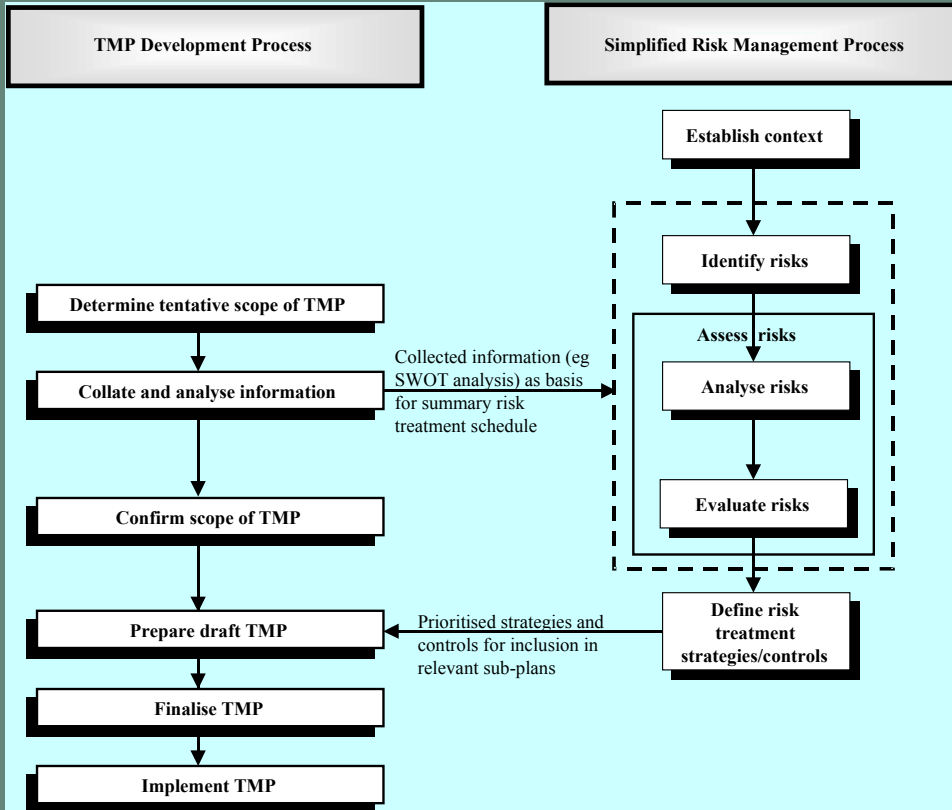 TMP Development Process
Simplified Risk Management Process
Establish context
Identify risks
Determine tentative scope of TMP
Assess risks
Collected information (eg
SWOT analysis) as basis
for summary risk
treatment schedule
Collate and analyse information
Analyse risks
Confirm scope of TMP
Evaluate risks
Prepare draft TMP
Prioritised strategies and
controls for inclusion in
relevant sub-plans
Define risk
treatment
strategies/controls
Finalise TMP
Implement TMP